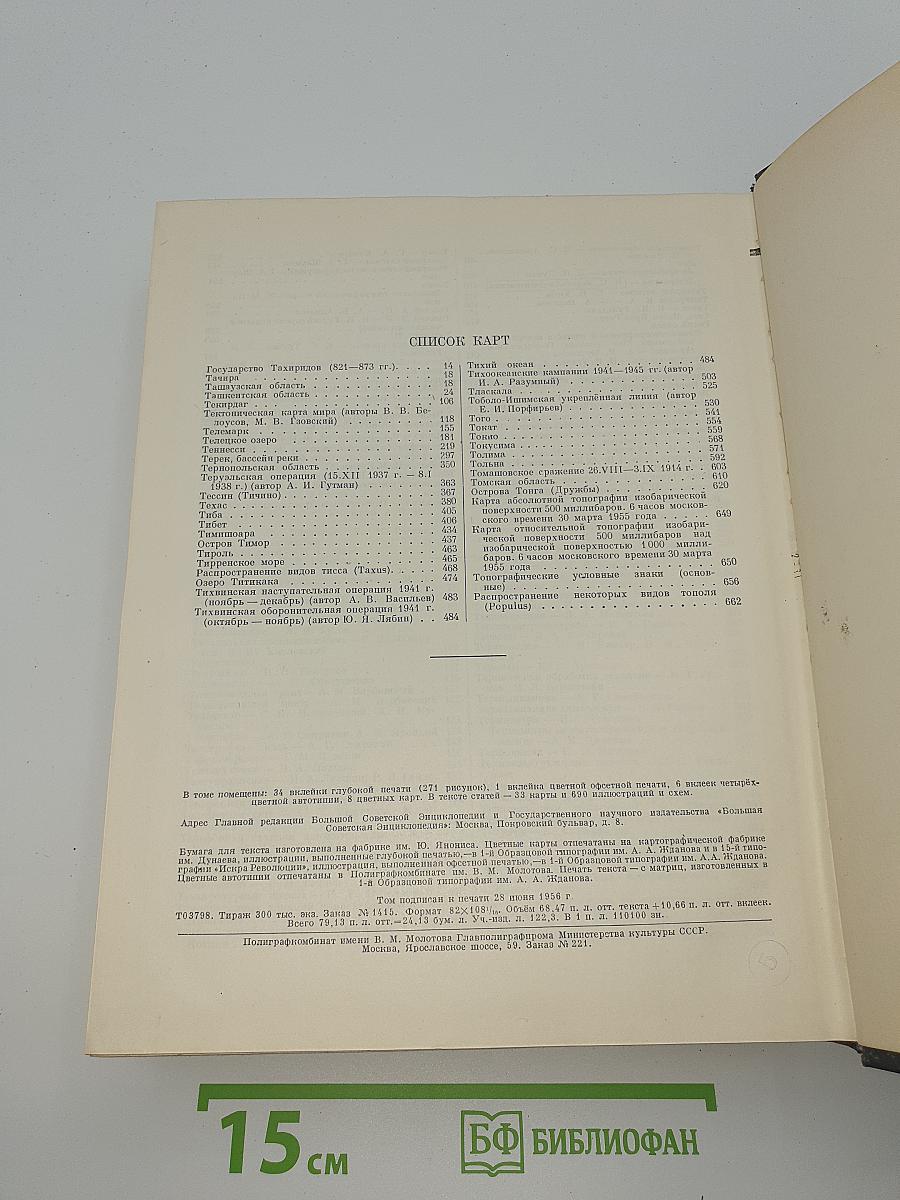 СПИСОК КАРТ
Государство Тахиридов (821—873 гг.). . . . 14
Тачира . . . . . . . . . . . . . . . . . . 18
Ташаузская область . . . . . . . . . . . . 18
Ташкентская область . . . . . . . . . . . 24
Текирдаг . . . . . . . . . . . . . . . . . 106
Тектоническая карта мира (авторы В. В. Бе-
лоусов, М. В. Гзовский) . . . . . . . . . 118
Телемарк . . . . . . . . . . . . . . . . . 155
Телецкое озеро . . . . . . . . . . . . . . 181
Теннесси . . . . . . . . . . . . . . . . . 219
Терек, бассейн реки . . . . . . . . . . . 297
Тернопольская область . . . . . . . . . . 350
Теруэльская операция (15.XII 1937 г. — 8.I
1938 г.) (автор А. И. Гутман) . . . . . . 363
Тессин (Тичино) . . . . . . . . . . . . . 367
Техас . . . . . . . . . . . . . . . . . . 380
Тиба . . . . . . . . . . . . . . . . . . . 405
Тибет . . . . . . . . . . . . . . . . . . 406
Тимишоара . . . . . . . . . . . . . . . . 434
Остров Тимор . . . . . . . . . . . . . . . 437
Тироль . . . . . . . . . . . . . . . . . . 463
Тирренское море . . . . . . . . . . . . . 465
Распространение видов тисса (Taxus). . . . 468
Озеро Титикака . . . . . . . . . . . . . . 474
Тихвинская наступательная операция 1941 г.
(ноябрь — декабрь) (автор А. В. Васильев) 483
Тихвинская оборонительная операция 1941 г.
(октябрь — ноябрь) (автор Ю. Я. Лябин) . . 484
Тихий океан . . . . . . . . . . . . . . . 484
Тихоокеанские кампании 1941—1945 гг. (автор
И. А. Разумный) . . . . . . . . . . . . . 503
Тласкала . . . . . . . . . . . . . . . . . 525
Тоболо-Ишимская укреплённая линия (автор
Е. И. Порфирьев) . . . . . . . . . . . . . 530
Того . . . . . . . . . . . . . . . . . . . 541
Токат . . . . . . . . . . . . . . . . . . 554
Токио . . . . . . . . . . . . . . . . . . 559
Токусима . . . . . . . . . . . . . . . . . 568
Толима . . . . . . . . . . . . . . . . . . 571
Тольна . . . . . . . . . . . . . . . . . . 592
Томашовское сражение 26.VIII—3.IX 1914 г. . 603
Томская область . . . . . . . . . . . . . 610
Острова Тонга (Дружбы) . . . . . . . . . . 620
Карта абсолютной топографии изобарической
поверхности 500 миллибаров. 6 часов москов-
ского времени 30 марта 1955 года . . . . . 649
Карта относительной топографии изобари-
ческой поверхности 500 миллибаров над
изобарической поверхностью 1 000 милли-
баров. 6 часов московского времени 30 марта
1955 года . . . . . . . . . . . . . . . . 650
Топографические условные знаки (основ-
ные) . . . . . . . . . . . . . . . . . . . 656
Распространение некоторых видов тополя
(Populus) . . . . . . . . . . . . . . . . 662
В томе помещены: 34 вклейки глубокой печати (271 рисунок), 1 вклейка цветной офсетной печати, 6 вклеек четырёх-
цветной автотипии, 8 цветных карт. В тексте статей — 33 карты и 690 иллюстраций и схем.
Адрес Главной редакции Большой Советской Энциклопедии и Государственного научного издательства «Большая
Советская Энциклопедия»: Москва, Покровский бульвар, д. 8.
Бумага для текста изготовлена на фабрике им. Ю. Янониса. Цветные карты отпечатаны на картографической фабрике
им. Дунаева, иллюстрации, выполненные глубокой печатью,—в 1-й Образцовой типографии им. А. А. Жданова и в 15-й типо-
графии «Искра Революции», иллюстрация, выполненная офсетной печатью,—в 1-й Образцовой типографии им. А.А. Жданова.
Цветные автотипии отпечатаны в Полиграфкомбинате им. В. М. Молотова. Печать текста — с матриц, изготовленных в
1-й Образцовой типографии им. А. А. Жданова.
Том подписан к печати 28 июня 1956 г
Т03798. Тираж 300 тыс. экз. Заказ № 1415. Формат 82×108¹/₁₆. Объём 68,47 п. л. отт. текста +10,66 п. л. отт. вклеек.
Всего 79,13 п. л. отт.—24,13 бум. л. Уч.-изд. л. 122,3. В 1 п. л. 110100 зн.
Полиграфкомбинат имени В. М. Молотова Главполиграфпрома Министерства культуры СССР.
Москва, Ярославское шоссе, 59. Заказ № 221.
15 см
БФ БИБЛИОФАН